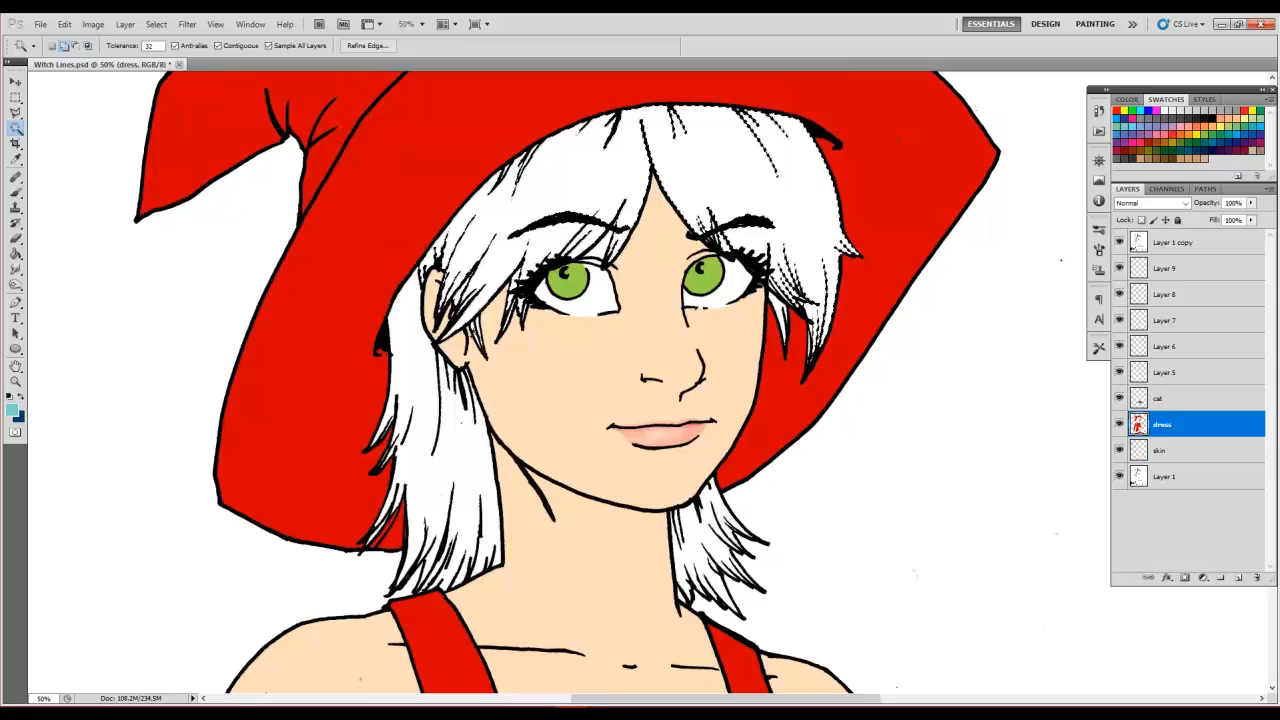 Ps File Edit Image Layer Select Filter View Window Help Br Mb 50% ESSENTIALS DESIGN PAINTING CS Live
Tolerance: 32 Anti-alias Contiguous Sample All Layers Refine Edge...
Witch Lines.psd @ 50% (dress, RGB/8) *
COLOR SWATCHES STYLES
LAYERS CHANNELS PATHS
Normal Opacity: 100%
Lock: Fill: 100%
Layer 1 copy
Layer 9
Layer 8
Layer 7
Layer 6
Layer 5
cat
dress
skin
Layer 1
50% Doc: 108.2M/234.5M